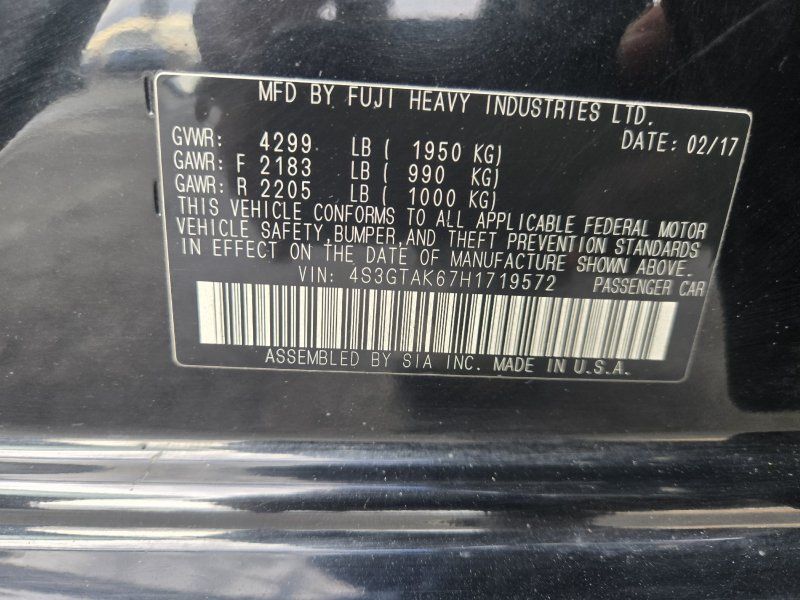 MFD BY FUJI HEAVY INDUSTRIES LTD.
GVWR: 4299 LB ( 1950 KG) DATE: 02/17
GAWR: F 2183 LB ( 990 KG)
GAWR: R 2205 LB ( 1000 KG)
THIS VEHICLE CONFORMS TO ALL APPLICABLE FEDERAL MOTOR
VEHICLE SAFETY, BUMPER, AND THEFT PREVENTION STANDARDS
IN EFFECT ON THE DATE OF MANUFACTURE SHOWN ABOVE.
VIN: 4S3GTAK67H1719572 PASSENGER CAR
ASSEMBLED BY SIA INC. MADE IN U.S.A.